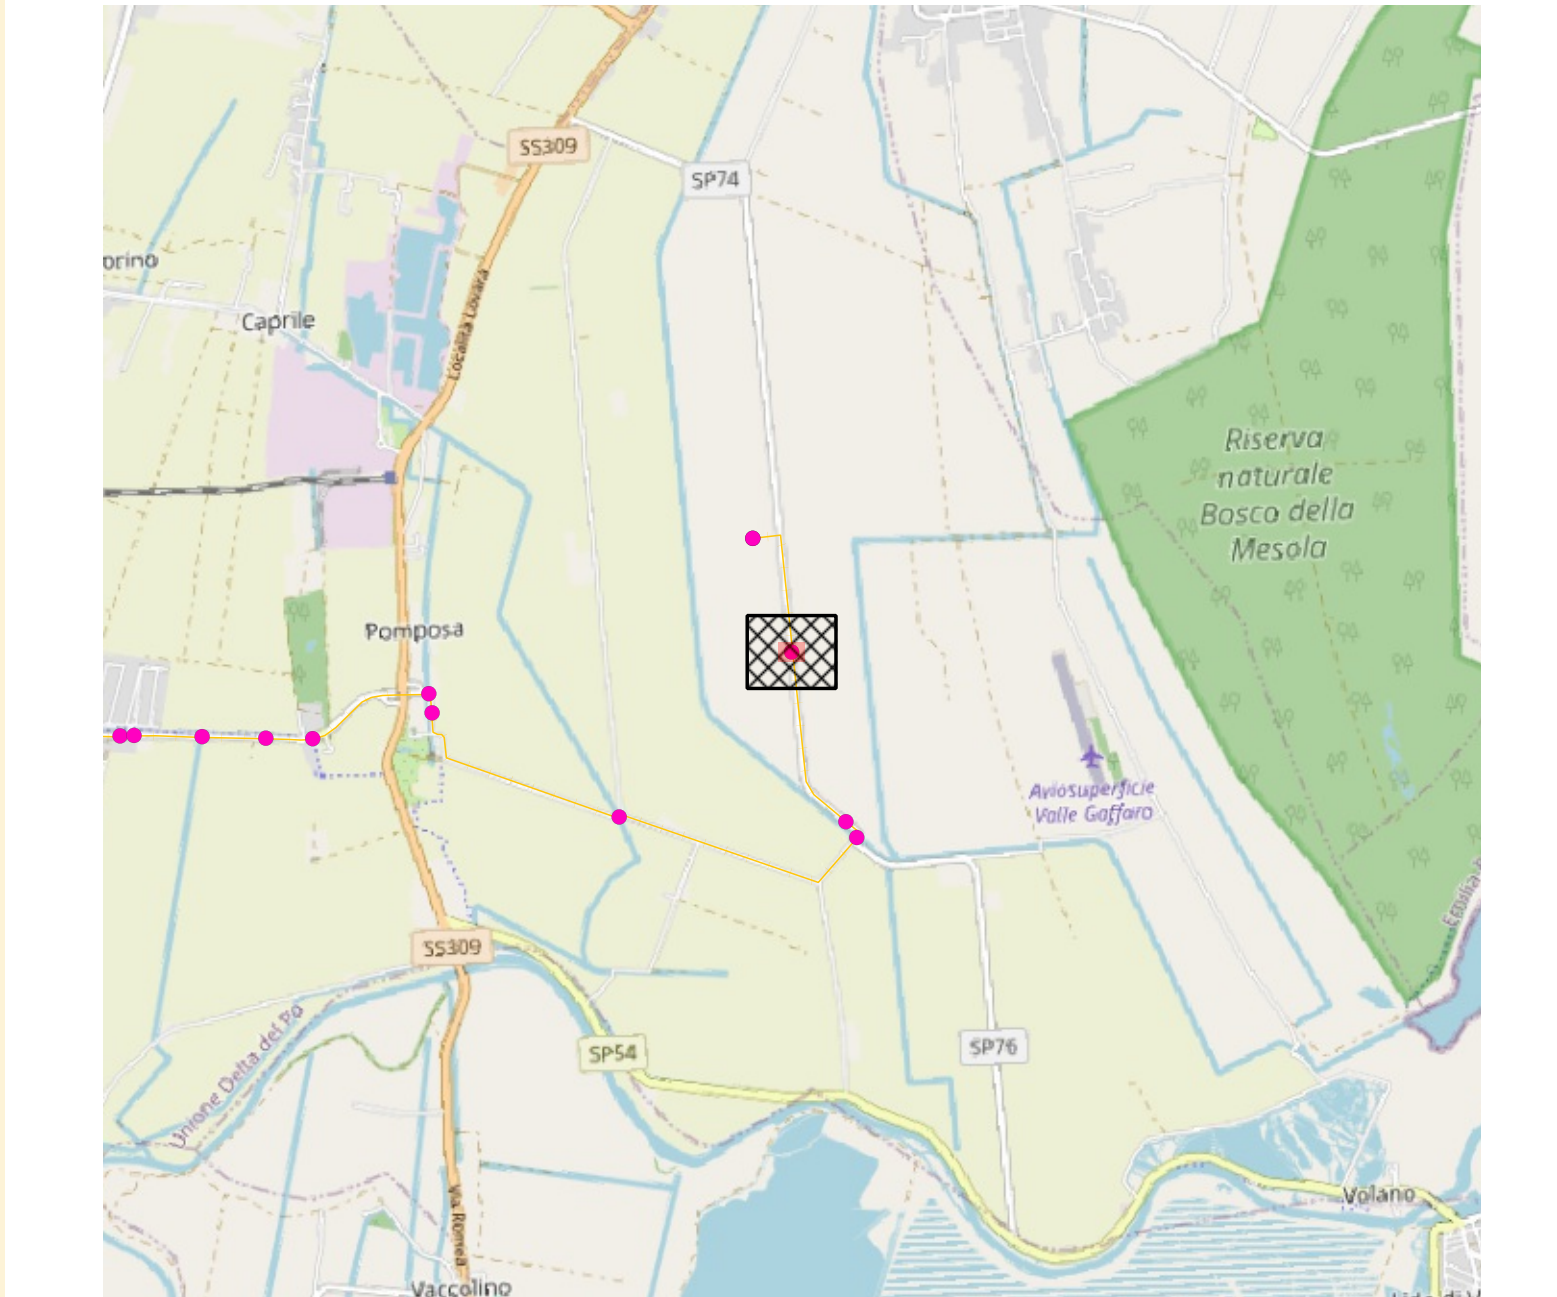 SS309
SP74
orino
Caprile
Località Lovara
Riserva
naturale
Bosco della
Mesola
Pomposa
Aviosuperficie
Valle Gaffaro
SS309
SP54
SP76
Unione Delta del Po
Via Romea
Volano
Vaccolino